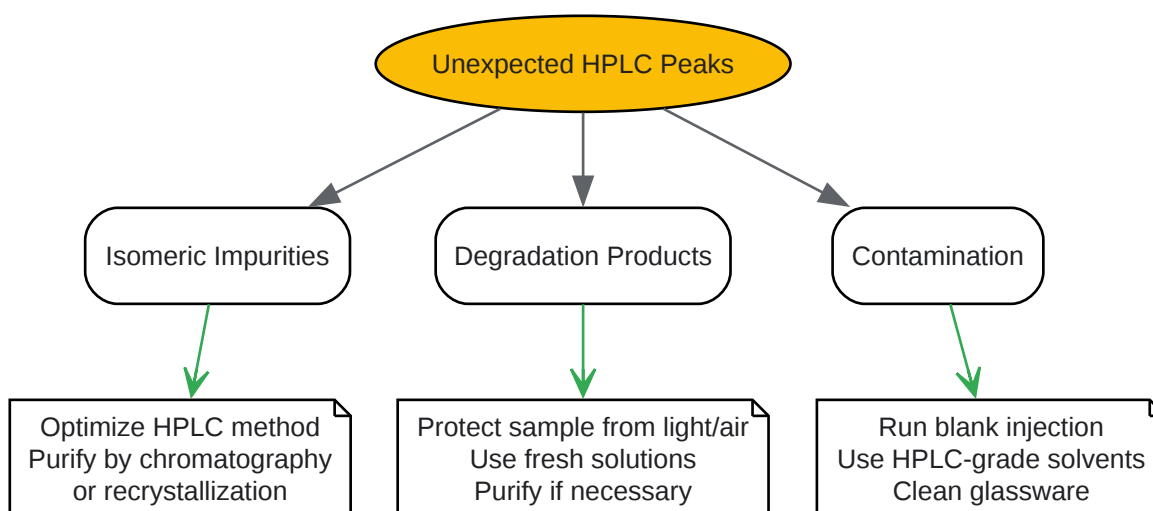 Unexpected HPLC Peaks
Isomeric Impurities
Degradation Products
Contamination
Optimize HPLC method
Purify by chromatography
or recrystallization
Protect sample from light/air
Use fresh solutions
Purify if necessary
Run blank injection
Use HPLC-grade solvents
Clean glassware